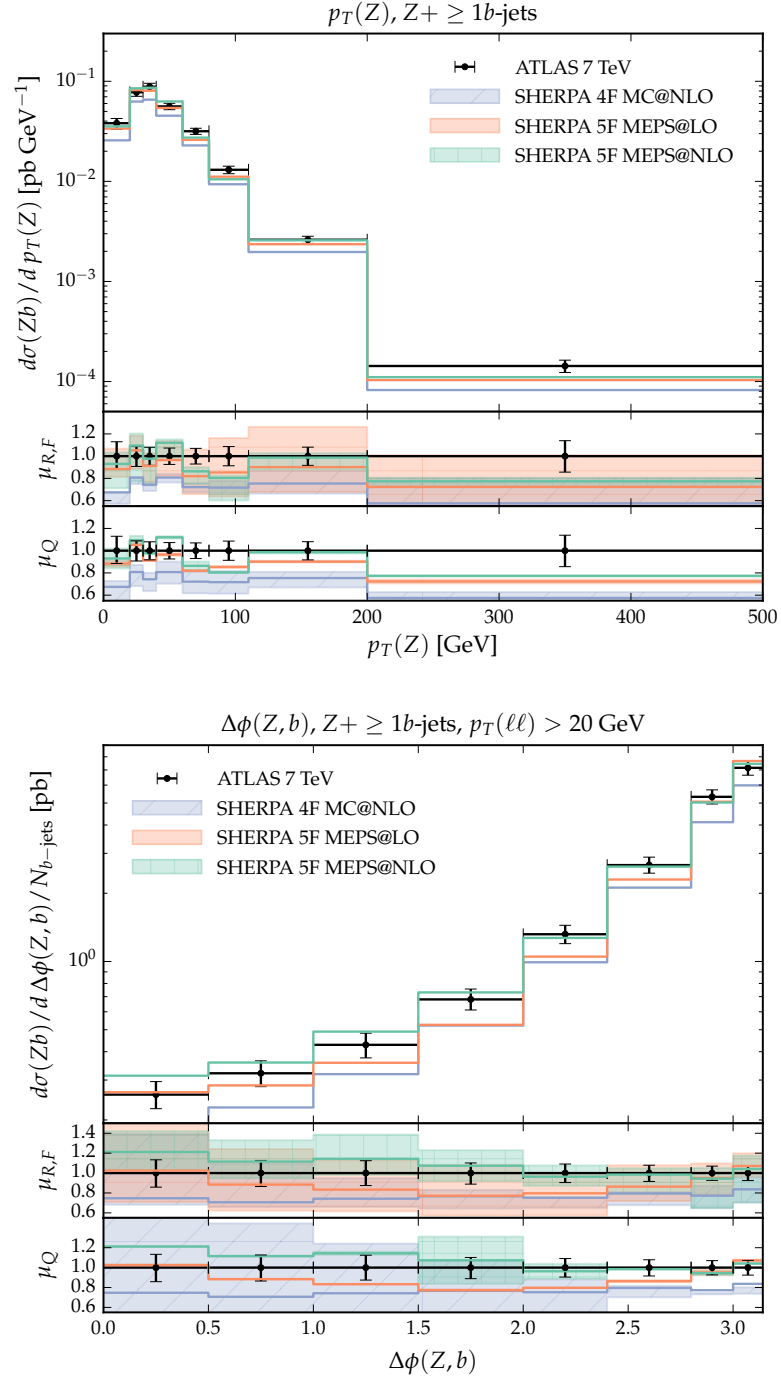 p_T(Z), Z+ ≥ 1b-jets
ATLAS 7 TeV
SHERPA 4F MC@NLO
SHERPA 5F MEPS@LO
SHERPA 5F MEPS@NLO
dσ(Zb)/d p_T(Z) [pb GeV⁻¹]
10⁻¹
10⁻²
10⁻³
10⁻⁴
μ_{R,F}
1.2
1.0
0.8
0.6
μ_Q
1.2
1.0
0.8
0.6
0 100 200 300 400 500
p_T(Z) [GeV]
Δϕ(Z, b), Z+ ≥ 1b-jets, p_T(ℓℓ) > 20 GeV
ATLAS 7 TeV
SHERPA 4F MC@NLO
SHERPA 5F MEPS@LO
SHERPA 5F MEPS@NLO
dσ(Zb)/d Δϕ(Z, b)/N_{b−jets} [pb]
10⁰
μ_{R,F}
1.4
1.2
1.0
0.8
0.6
μ_Q
1.2
1.0
0.8
0.6
0.0 0.5 1.0 1.5 2.0 2.5 3.0
Δϕ(Z, b)